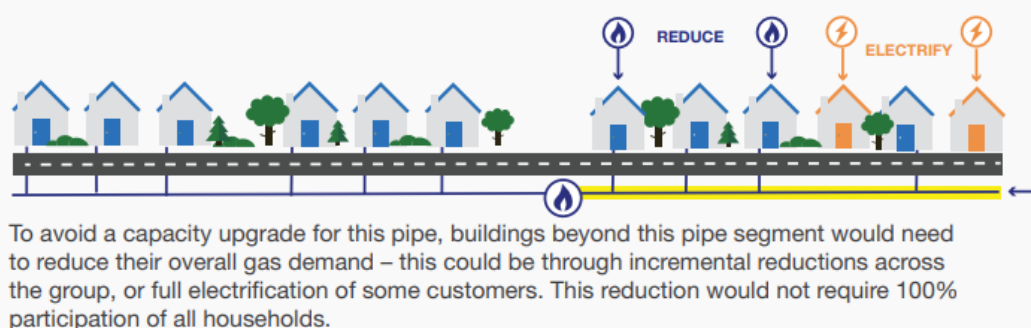 REDUCE
ELECTRIFY
To avoid a capacity upgrade for this pipe, buildings beyond this pipe segment would need
to reduce their overall gas demand – this could be through incremental reductions across
the group, or full electrification of some customers. This reduction would not require 100%
participation of all households.